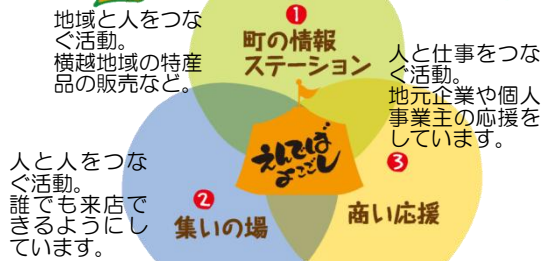 地域と人をつな
ぐ活動。
横越地域の特産
品の販売など。
❶
町の情報
ステーション
人と仕事をつな
ぐ活動。
地元企業や個人
事業主の応援を
しています。
えんでば
よこごし
人と人をつな
ぐ活動。
誰でも来店で
きるようにし
ています。
❷
集いの場
❸
商い応援